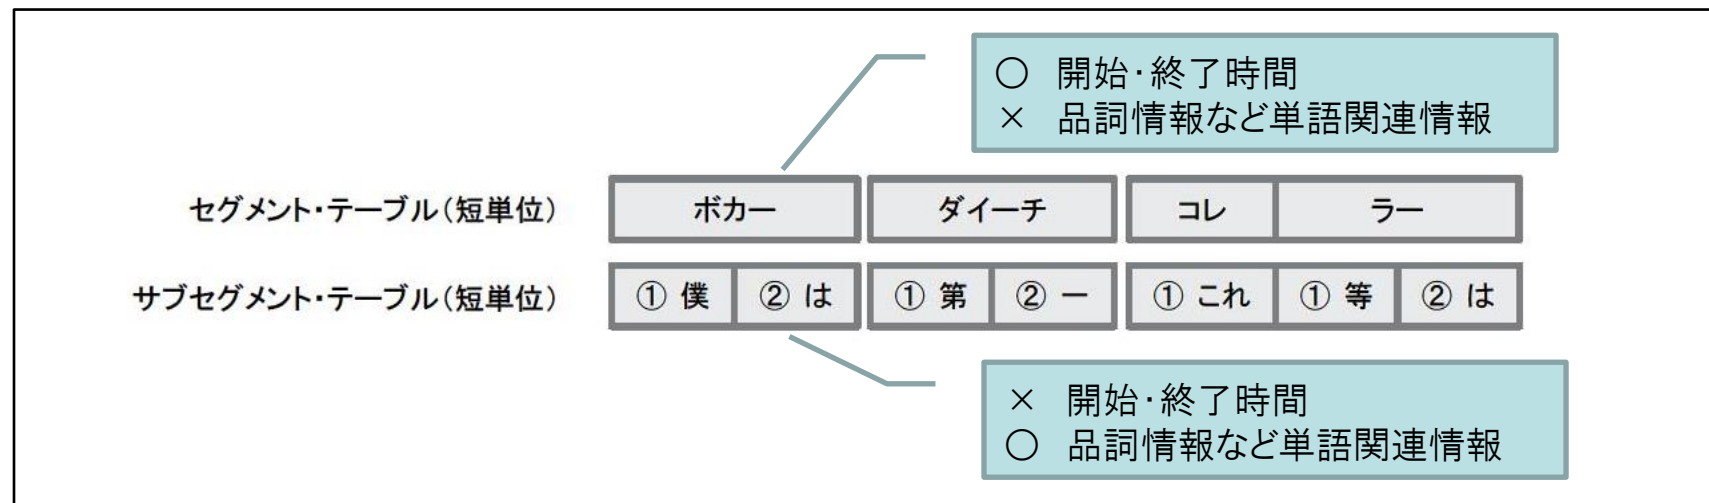 ○ 開始・終了時間
× 品詞情報など単語関連情報
セグメント・テーブル(短単位) ボカー ダイーチ コレ ラー
サブセグメント・テーブル(短単位) ① 僕 ② は ① 第 ② 一 ① これ ① 等 ② は
× 開始・終了時間
○ 品詞情報など単語関連情報